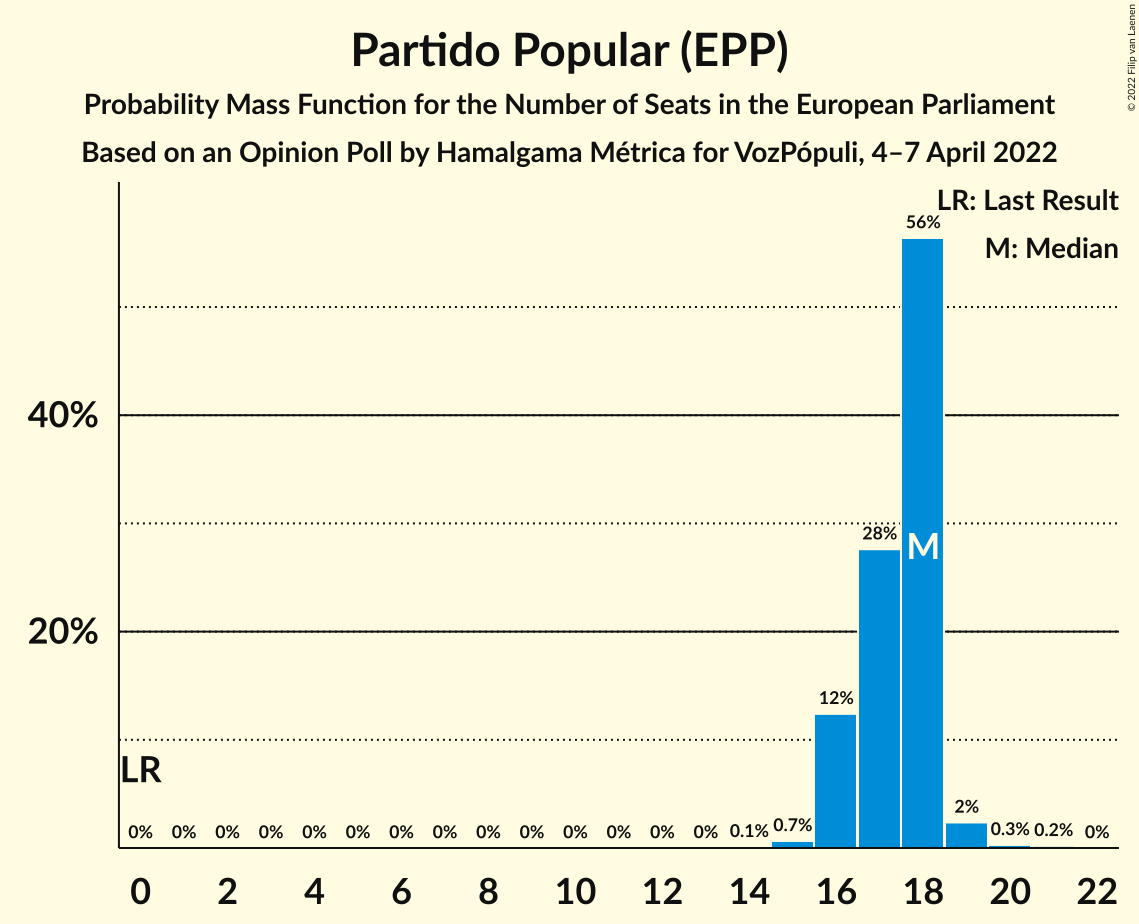 Partido Popular (EPP)
Probability Mass Function for the Number of Seats in the European Parliament
Based on an Opinion Poll by Hamalgama Métrica for VozPópuli, 4–7 April 2022
© 2022 Filip van Laenen
LR: Last Result
M: Median
56%
40%
28%
M
20%
12%
LR
0% 0% 0% 0% 0% 0% 0% 0% 0% 0% 0% 0% 0% 0% 0.1% 0.7% 2% 0.3% 0.2% 0%
0 2 4 6 8 10 12 14 16 18 20 22